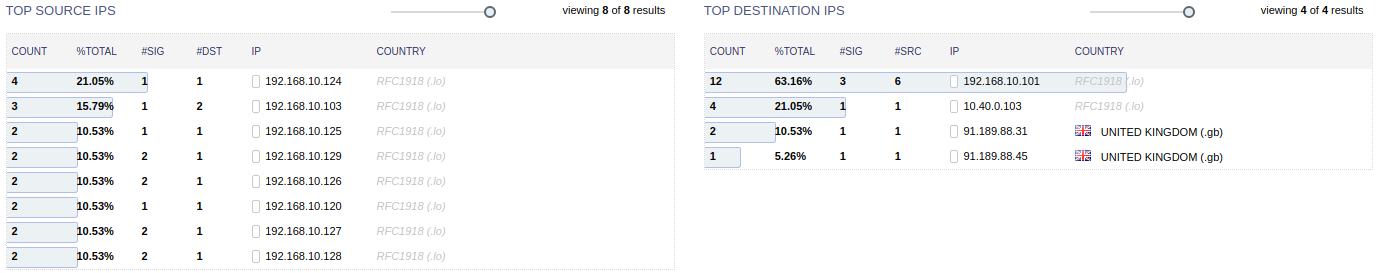 TOP SOURCE IPS
viewing 8 of 8 results
COUNT %TOTAL #SIG #DST IP COUNTRY
4 21.05% 1 1 192.168.10.124 RFC1918 (.lo)
3 15.79% 1 2 192.168.10.103 RFC1918 (.lo)
2 10.53% 1 1 192.168.10.125 RFC1918 (.lo)
2 10.53% 2 1 192.168.10.129 RFC1918 (.lo)
2 10.53% 2 1 192.168.10.126 RFC1918 (.lo)
2 10.53% 1 1 192.168.10.120 RFC1918 (.lo)
2 10.53% 2 1 192.168.10.127 RFC1918 (.lo)
2 10.53% 2 1 192.168.10.128 RFC1918 (.lo)
TOP DESTINATION IPS
viewing 4 of 4 results
COUNT %TOTAL #SIG #SRC IP COUNTRY
12 63.16% 3 6 192.168.10.101 RFC1918 (.lo)
4 21.05% 1 1 10.40.0.103 RFC1918 (.lo)
2 10.53% 1 1 91.189.88.31 UNITED KINGDOM (.gb)
1 5.26% 1 1 91.189.88.45 UNITED KINGDOM (.gb)